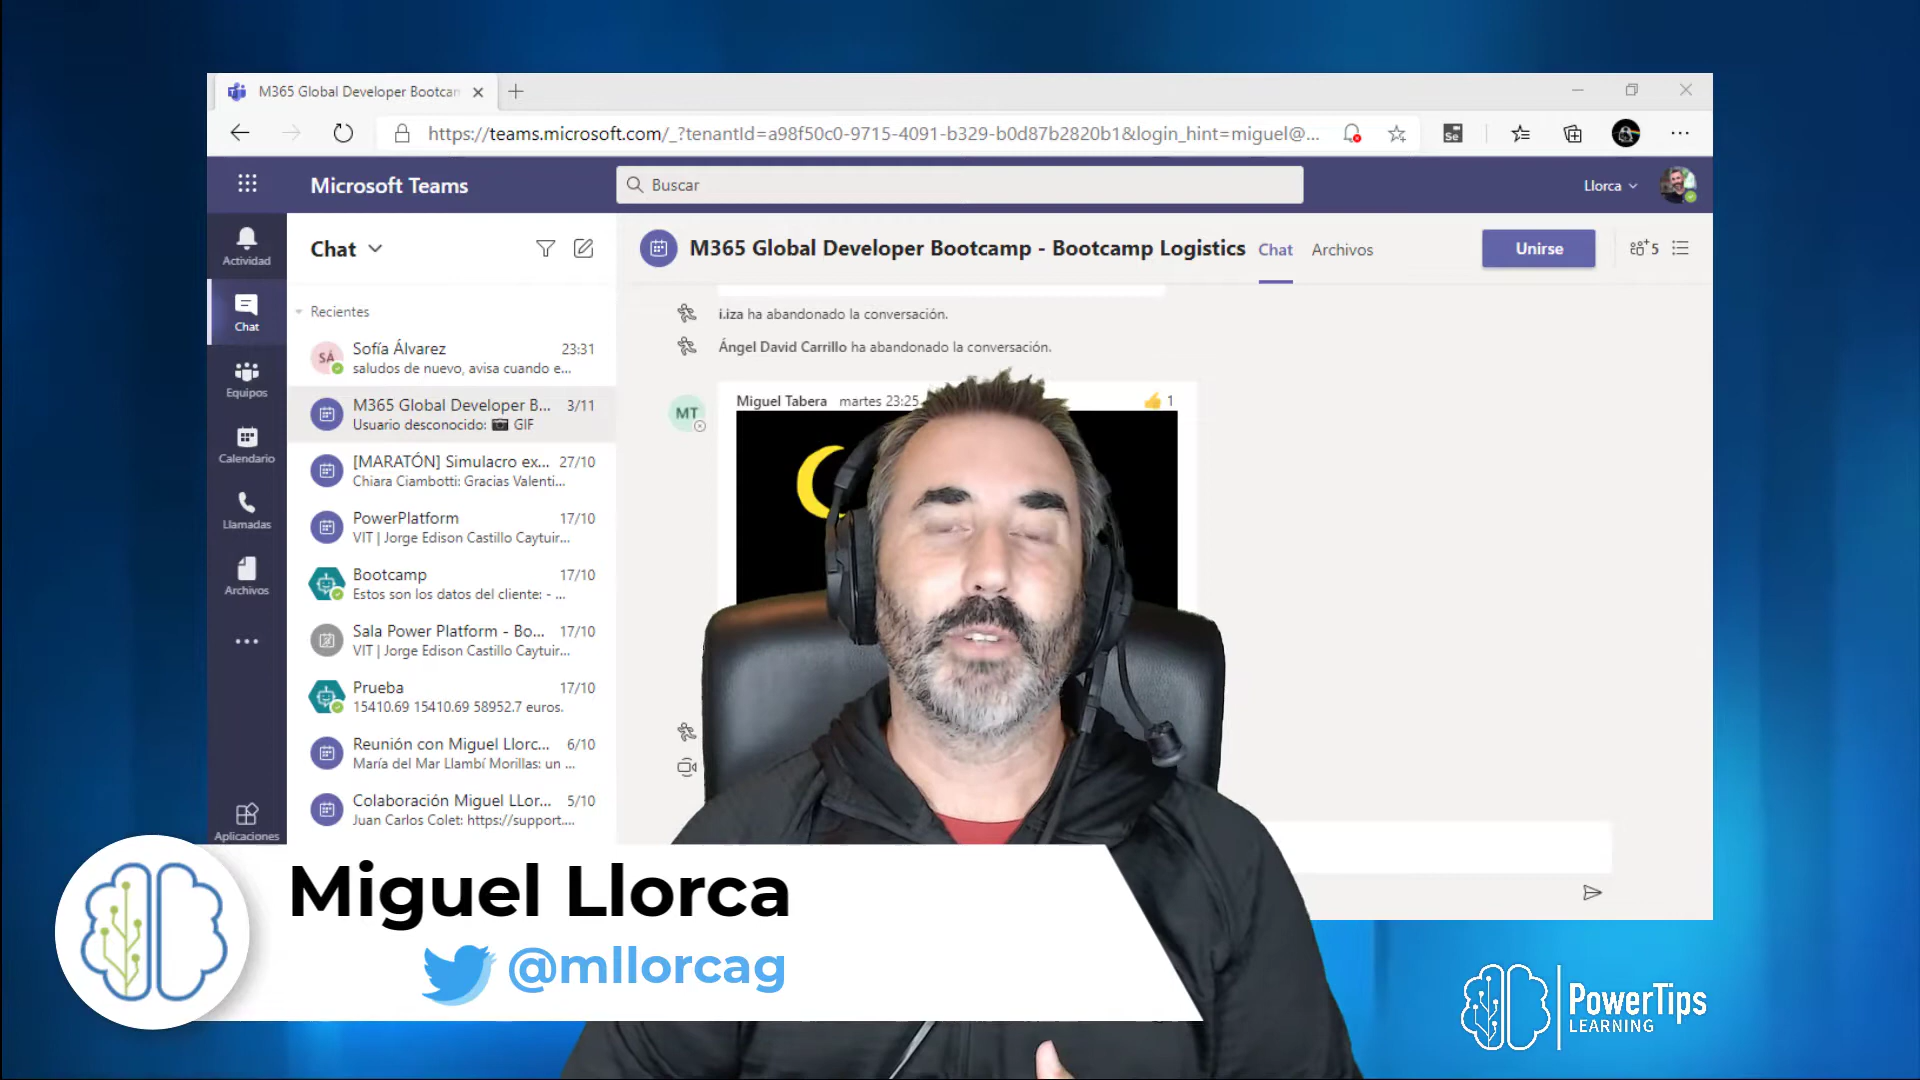 M365 Global Developer Bootcam
https://teams.microsoft.com/_?tenantId=a98f50c0-9715-4091-b329-b0d87b2820b1&login_hint=miguel@...
Se
Microsoft Teams
Buscar
Llorca
Actividad
Chat
Equipos
Calendario
Llamadas
Archivos
Aplicaciones
Chat
Recientes
SÁ
Sofía Álvarez 23:31
saludos de nuevo, avisa cuando e...
M365 Global Developer B... 3/11
Usuario desconocido: GIF
[MARATÓN] Simulacro ex... 27/10
Chiara Ciambotti: Gracias Valenti...
PowerPlatform 17/10
VIT | Jorge Edison Castillo Caytuir...
Bootcamp 17/10
Estos son los datos del cliente: - ...
Sala Power Platform - Bo... 17/10
VIT | Jorge Edison Castillo Caytuir...
Prueba 17/10
15410.69 15410.69 58952.7 euros.
Reunión con Miguel Llorc... 6/10
María del Mar Llambí Morillas: un ...
Colaboración Miguel LLor... 5/10
Juan Carlos Colet: https://support....
M365 Global Developer Bootcamp - Bootcamp Logistics Chat Archivos
Unirse
5
i.iza ha abandonado la conversación.
Ángel David Carrillo ha abandonado la conversación.
MT
Miguel Tabera martes 23:25 1
Miguel Llorca
@mllorcag
PowerTips
LEARNING